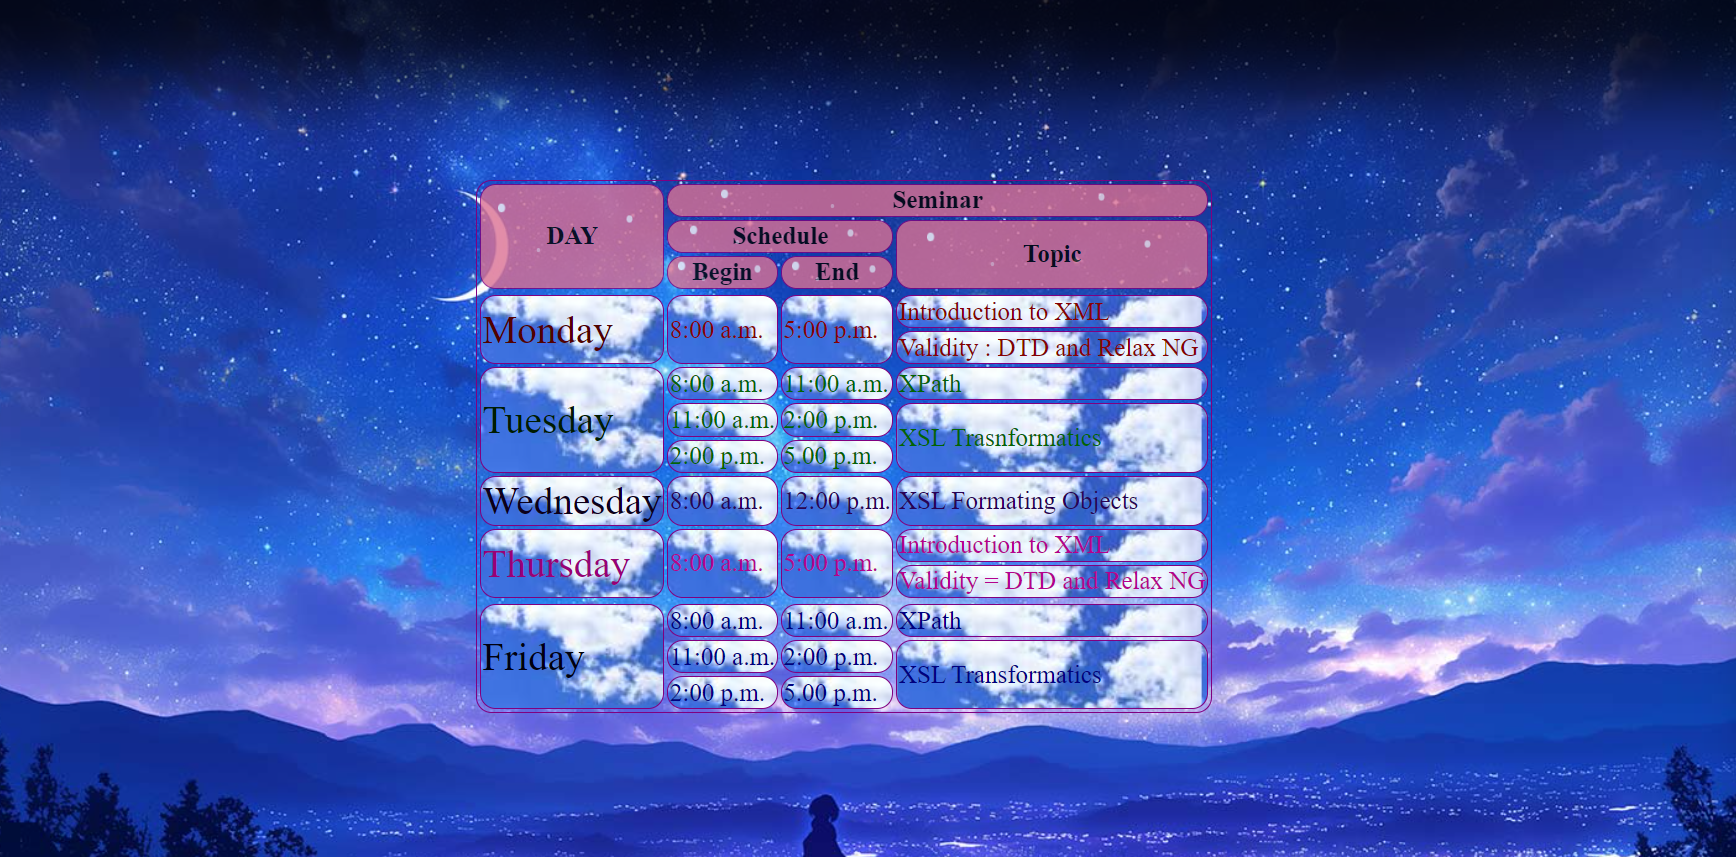 DAY Seminar
Schedule Topic
Begin End
Monday 8:00 a.m. 5:00 p.m. Introduction to XML
Validity : DTD and Relax NG
Tuesday 8:00 a.m. 11:00 a.m. XPath
11:00 a.m. 2:00 p.m. XSL Trasnformatics
2:00 p.m. 5.00 p.m.
Wednesday 8:00 a.m. 12:00 p.m. XSL Formating Objects
Thursday 8:00 a.m. 5:00 p.m. Introduction to XML
Validity = DTD and Relax NG
Friday 8:00 a.m. 11:00 a.m. XPath
11:00 a.m. 2:00 p.m. XSL Transformatics
2:00 p.m. 5.00 p.m.